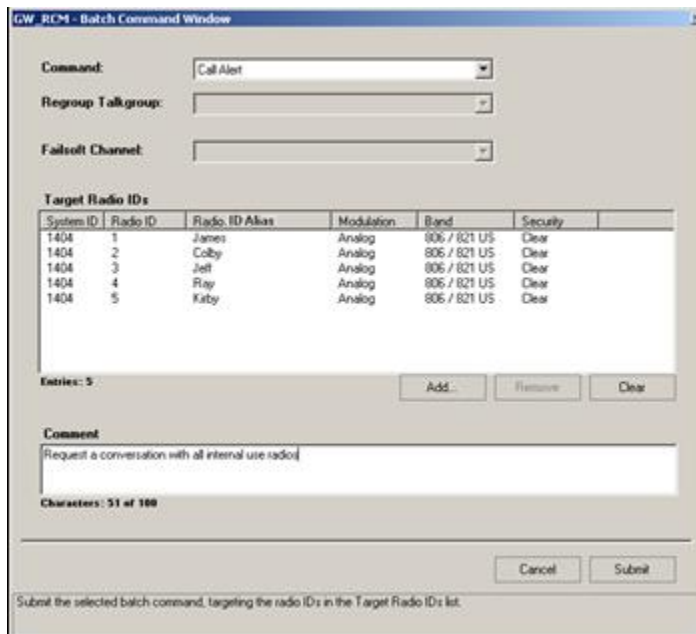 GW_RCM - Batch Command Window
Command: Call Alert
Regroup Talkgroup:
Failsoft Channel:
Target Radio IDs
System ID Radio ID Radio. ID Alias Modulation Band Security
1404 1 James Analog 806 / 821 US Clear
1404 2 Colby Analog 806 / 821 US Clear
1404 3 Jeff Analog 806 / 821 US Clear
1404 4 Ray Analog 806 / 821 US Clear
1404 5 Kirby Analog 806 / 821 US Clear
Entries: 5
Add... Remove Clear
Comment
Request a conversation with all internal use radios
Characters: 51 of 100
Cancel Submit
Submit the selected batch command, targeting the radio IDs in the Target Radio IDs list.